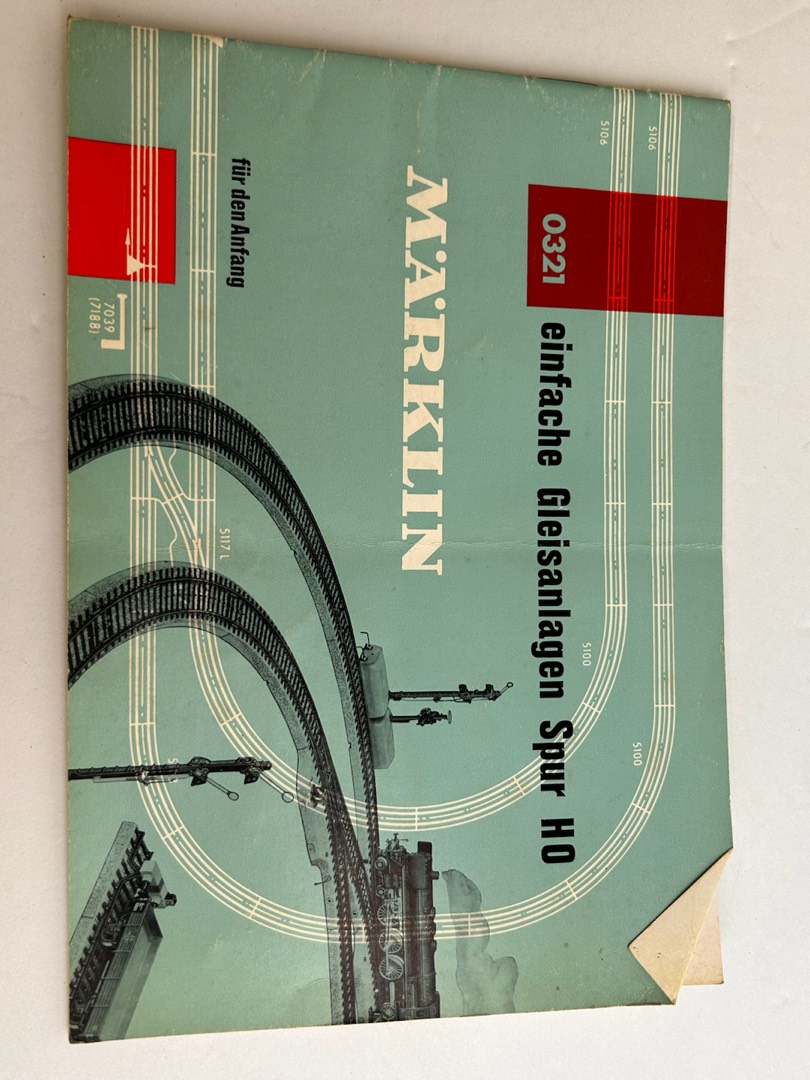 5106
5106
0321 einfache Gleisanlagen Spur HO
MÄRKLIN
für den Anfang
5100
5100
5117 L
7039
(7188)